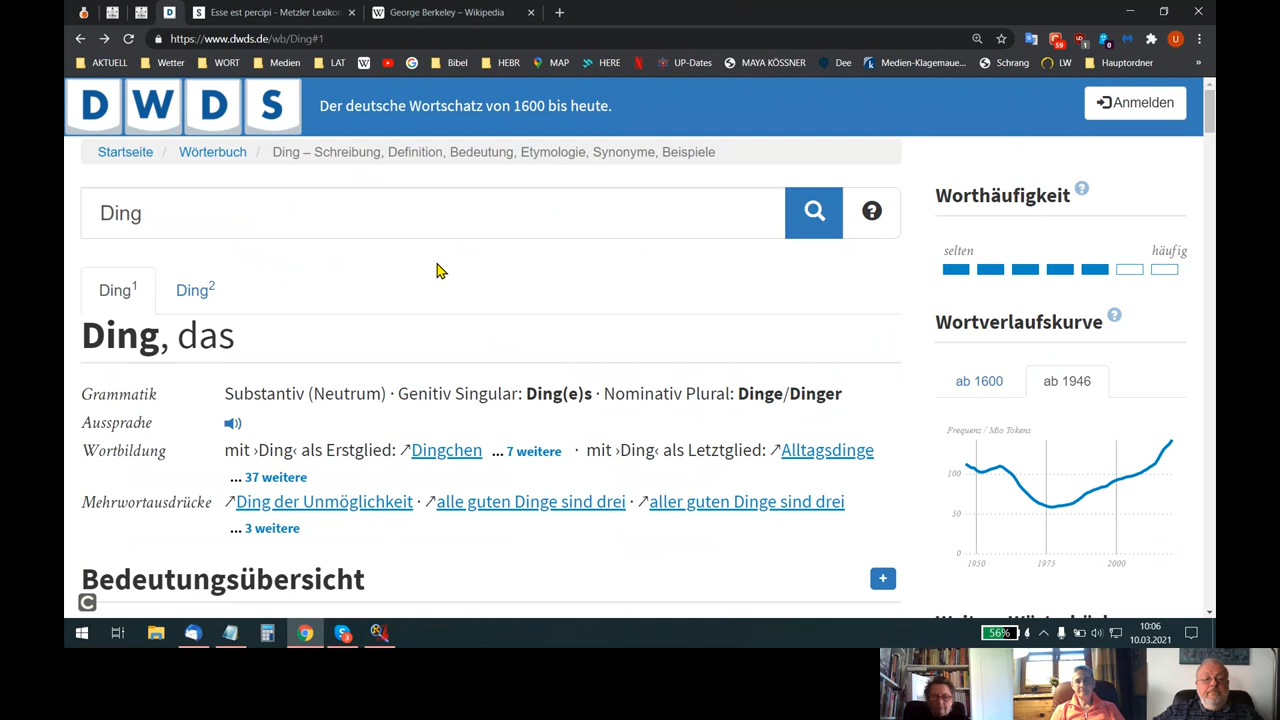 Esse est percipi - Metzler Lexikon
George Berkeley – Wikipedia
https://www.dwds.de/wb/Ding#1
59
1
0
U
AKTUELL
Wetter
WORT
Medien
LAT
Bibel
HEBR
MAP
HERE
UP-Dates
MAYA KÖSSNER
Dee
Medien-Klagemaue...
Schrang
LW
Hauptordner
»
D W D S
Der deutsche Wortschatz von 1600 bis heute.
Anmelden
Startseite / Wörterbuch / Ding – Schreibung, Definition, Bedeutung, Etymologie, Synonyme, Beispiele
Ding
Ding1
Ding2
Ding, das
Grammatik Substantiv (Neutrum) · Genitiv Singular: Ding(e)s · Nominativ Plural: Dinge/Dinger
Aussprache
Wortbildung mit ›Ding‹ als Erstglied: ↗Dingchen ... 7 weitere · mit ›Ding‹ als Letztglied: ↗Alltagsdinge
... 37 weitere
Mehrwortausdrücke ↗Ding der Unmöglichkeit · ↗alle guten Dinge sind drei · ↗aller guten Dinge sind drei
... 3 weitere
Bedeutungsübersicht
+
Worthäufigkeit ?
selten häufig
Wortverlaufskurve ?
ab 1600 ab 1946
Frequenz / Mio Tokens
100
50
0
1950 1975 2000
56%
10:06
10.03.2021